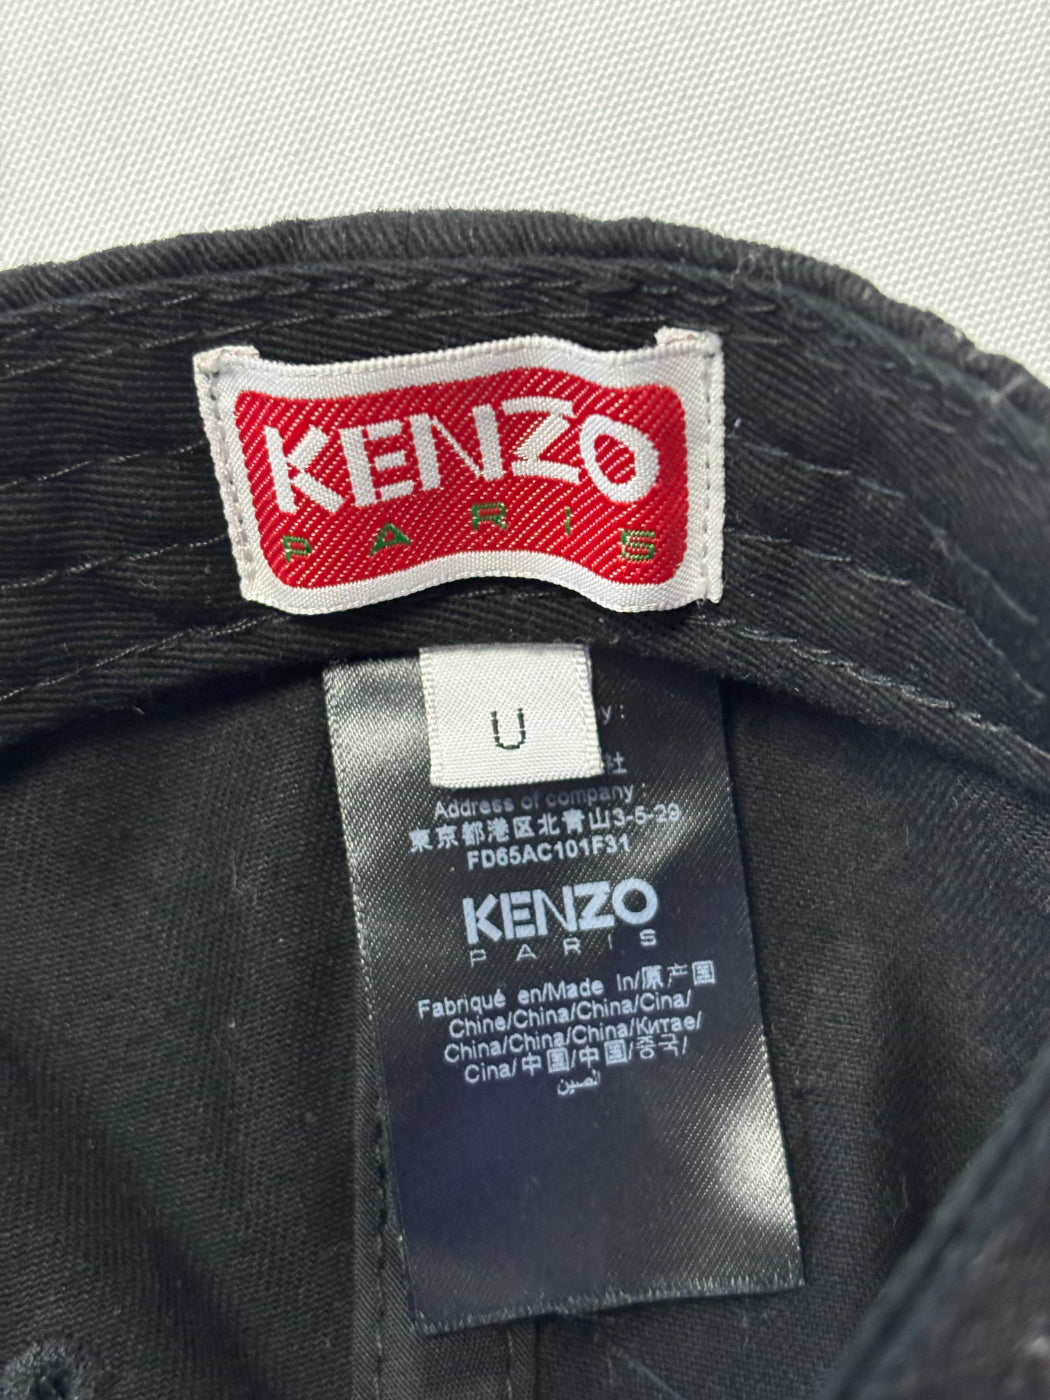 KENZO
PARIS
U
y :
社
Address of company :
東京都港区北青山3-5-29
FD65AC101F31
KENZO
PARIS
Fabriqué en/Made In/原产国
Chine/China/China/Cina/
China/China/China/Китае/
Cina/中國/中国/중국/
الصين